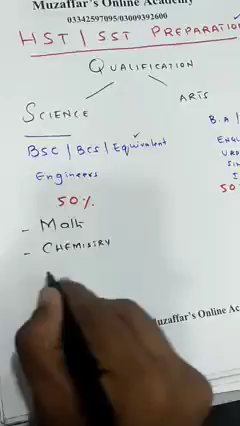 Muzaffar's Online Academy
03342597095/03009392600
HST | SST PREPARATION
QUALIFICATION
SCIENCE
ARTS
BSC | BCS | Equivalent
Engineers
50%
- Math
- CHEMISTRY
B.A |
50
Muzaffar's Online Ac